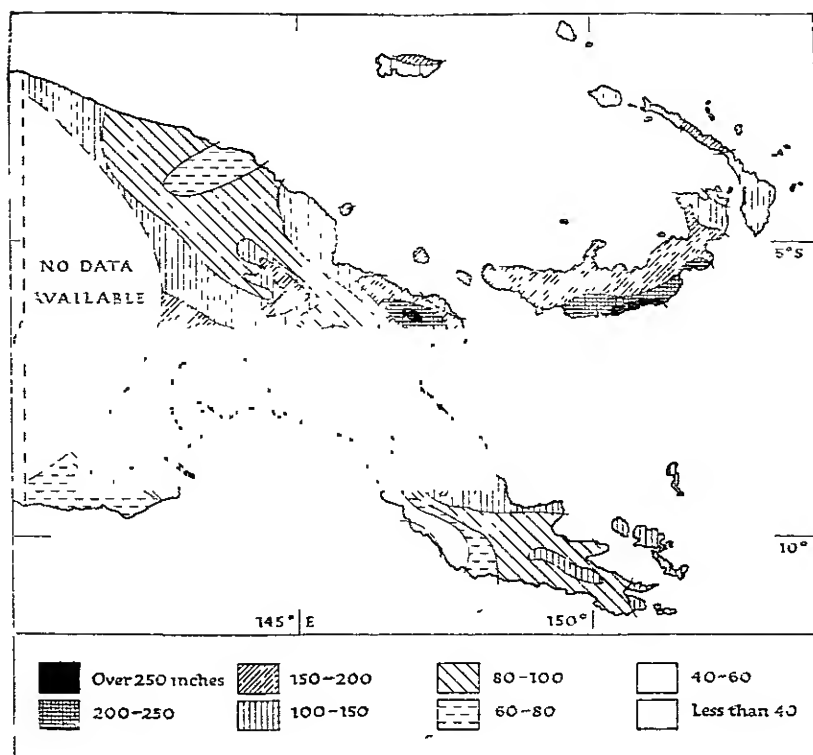 NO DATA
AVAILABLE
5°S
10°
145° E
150°
Over 250 inches
150-200
80-100
40-60
200-250
100-150
60-80
Less than 40